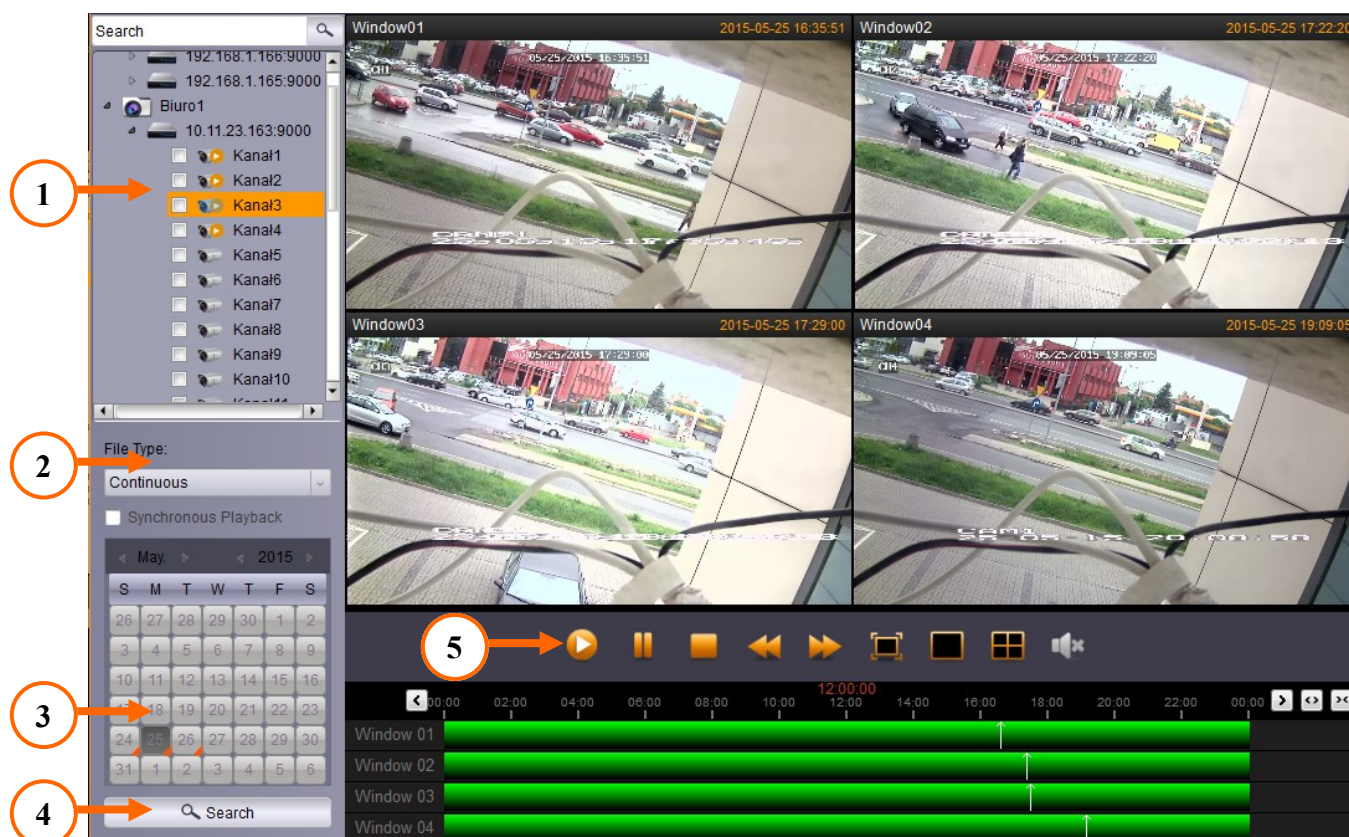 Search
192.168.1.166:9000
192.168.1.165:9000
Biuro1
10.11.23.163:9000
Kanał1
Kanał2
Kanał3
Kanał4
Kanał5
Kanał6
Kanał7
Kanał8
Kanał9
Kanał10
1
File Type:
2
Continuous
Synchronous Playback
May. 2015
S M T W T F S
26 27 28 29 30 1 2
3 4 5 6 7 8 9
10 11 12 13 14 15 16
17 18 19 20 21 22 23
24 25 26 27 28 29 30
31 1 2 3 4 5 6
3
4
Search
Window01 2015-05-25 16:35:51
05/25/2015 16:35:51
CH1
Window02 2015-05-25 17:22:20
05/25/2015 17:22:20
CH2
Window03 2015-05-25 17:29:00
05/25/2015 17:29:00
CH3
Window04 2015-05-25 19:09:05
05/25/2015 19:09:05
CH4
CAM1
5
12:00:00
00:00 02:00 04:00 06:00 08:00 10:00 12:00 14:00 16:00 18:00 20:00 22:00 00:00
Window 01
Window 02
Window 03
Window 04